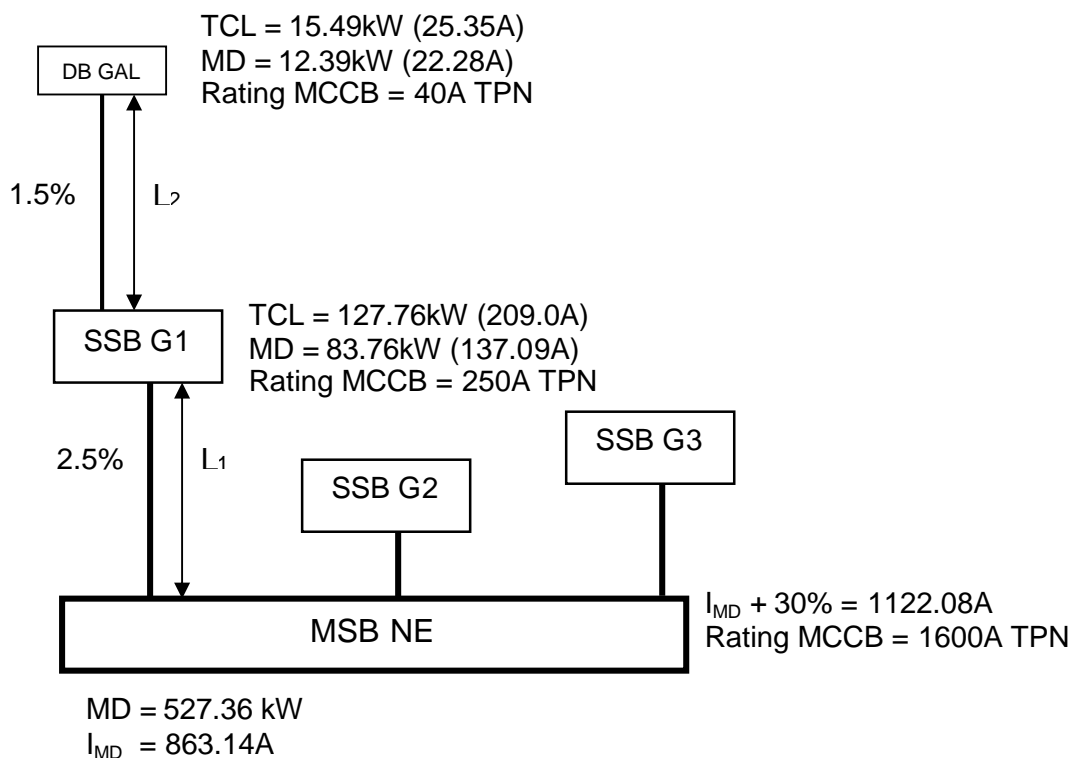 TCL = 15.49kW (25.35A)
MD = 12.39kW (22.28A)
Rating MCCB = 40A TPN
DB GAL
1.5%
L2
TCL = 127.76kW (209.0A)
MD = 83.76kW (137.09A)
Rating MCCB = 250A TPN
SSB G1
2.5%
L1
SSB G2
SSB G3
MSB NE
IMD + 30% = 1122.08A
Rating MCCB = 1600A TPN
MD = 527.36 kW
IMD = 863.14A